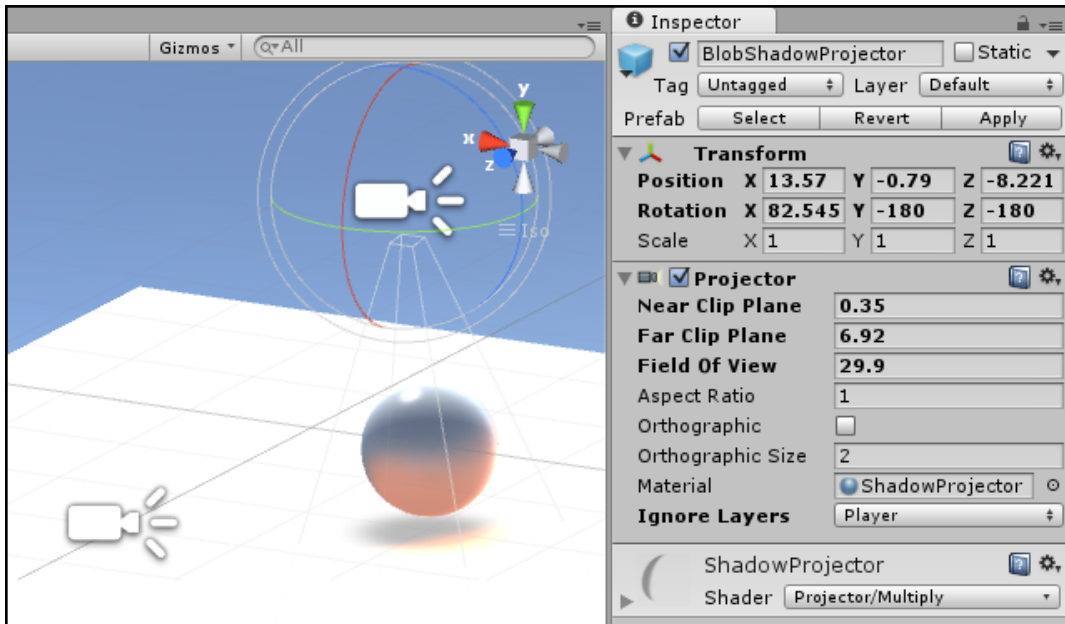 Gizmos
All
y
x
z
Iso
Inspector
BlobShadowProjector Static
Tag Untagged Layer Default
Prefab Select Revert Apply
Transform
Position X 13.57 Y -0.79 Z -8.221
Rotation X 82.545 Y -180 Z -180
Scale X 1 Y 1 Z 1
Projector
Near Clip Plane 0.35
Far Clip Plane 6.92
Field Of View 29.9
Aspect Ratio 1
Orthographic
Orthographic Size 2
Material ShadowProjector
Ignore Layers Player
ShadowProjector
Shader Projector/Multiply